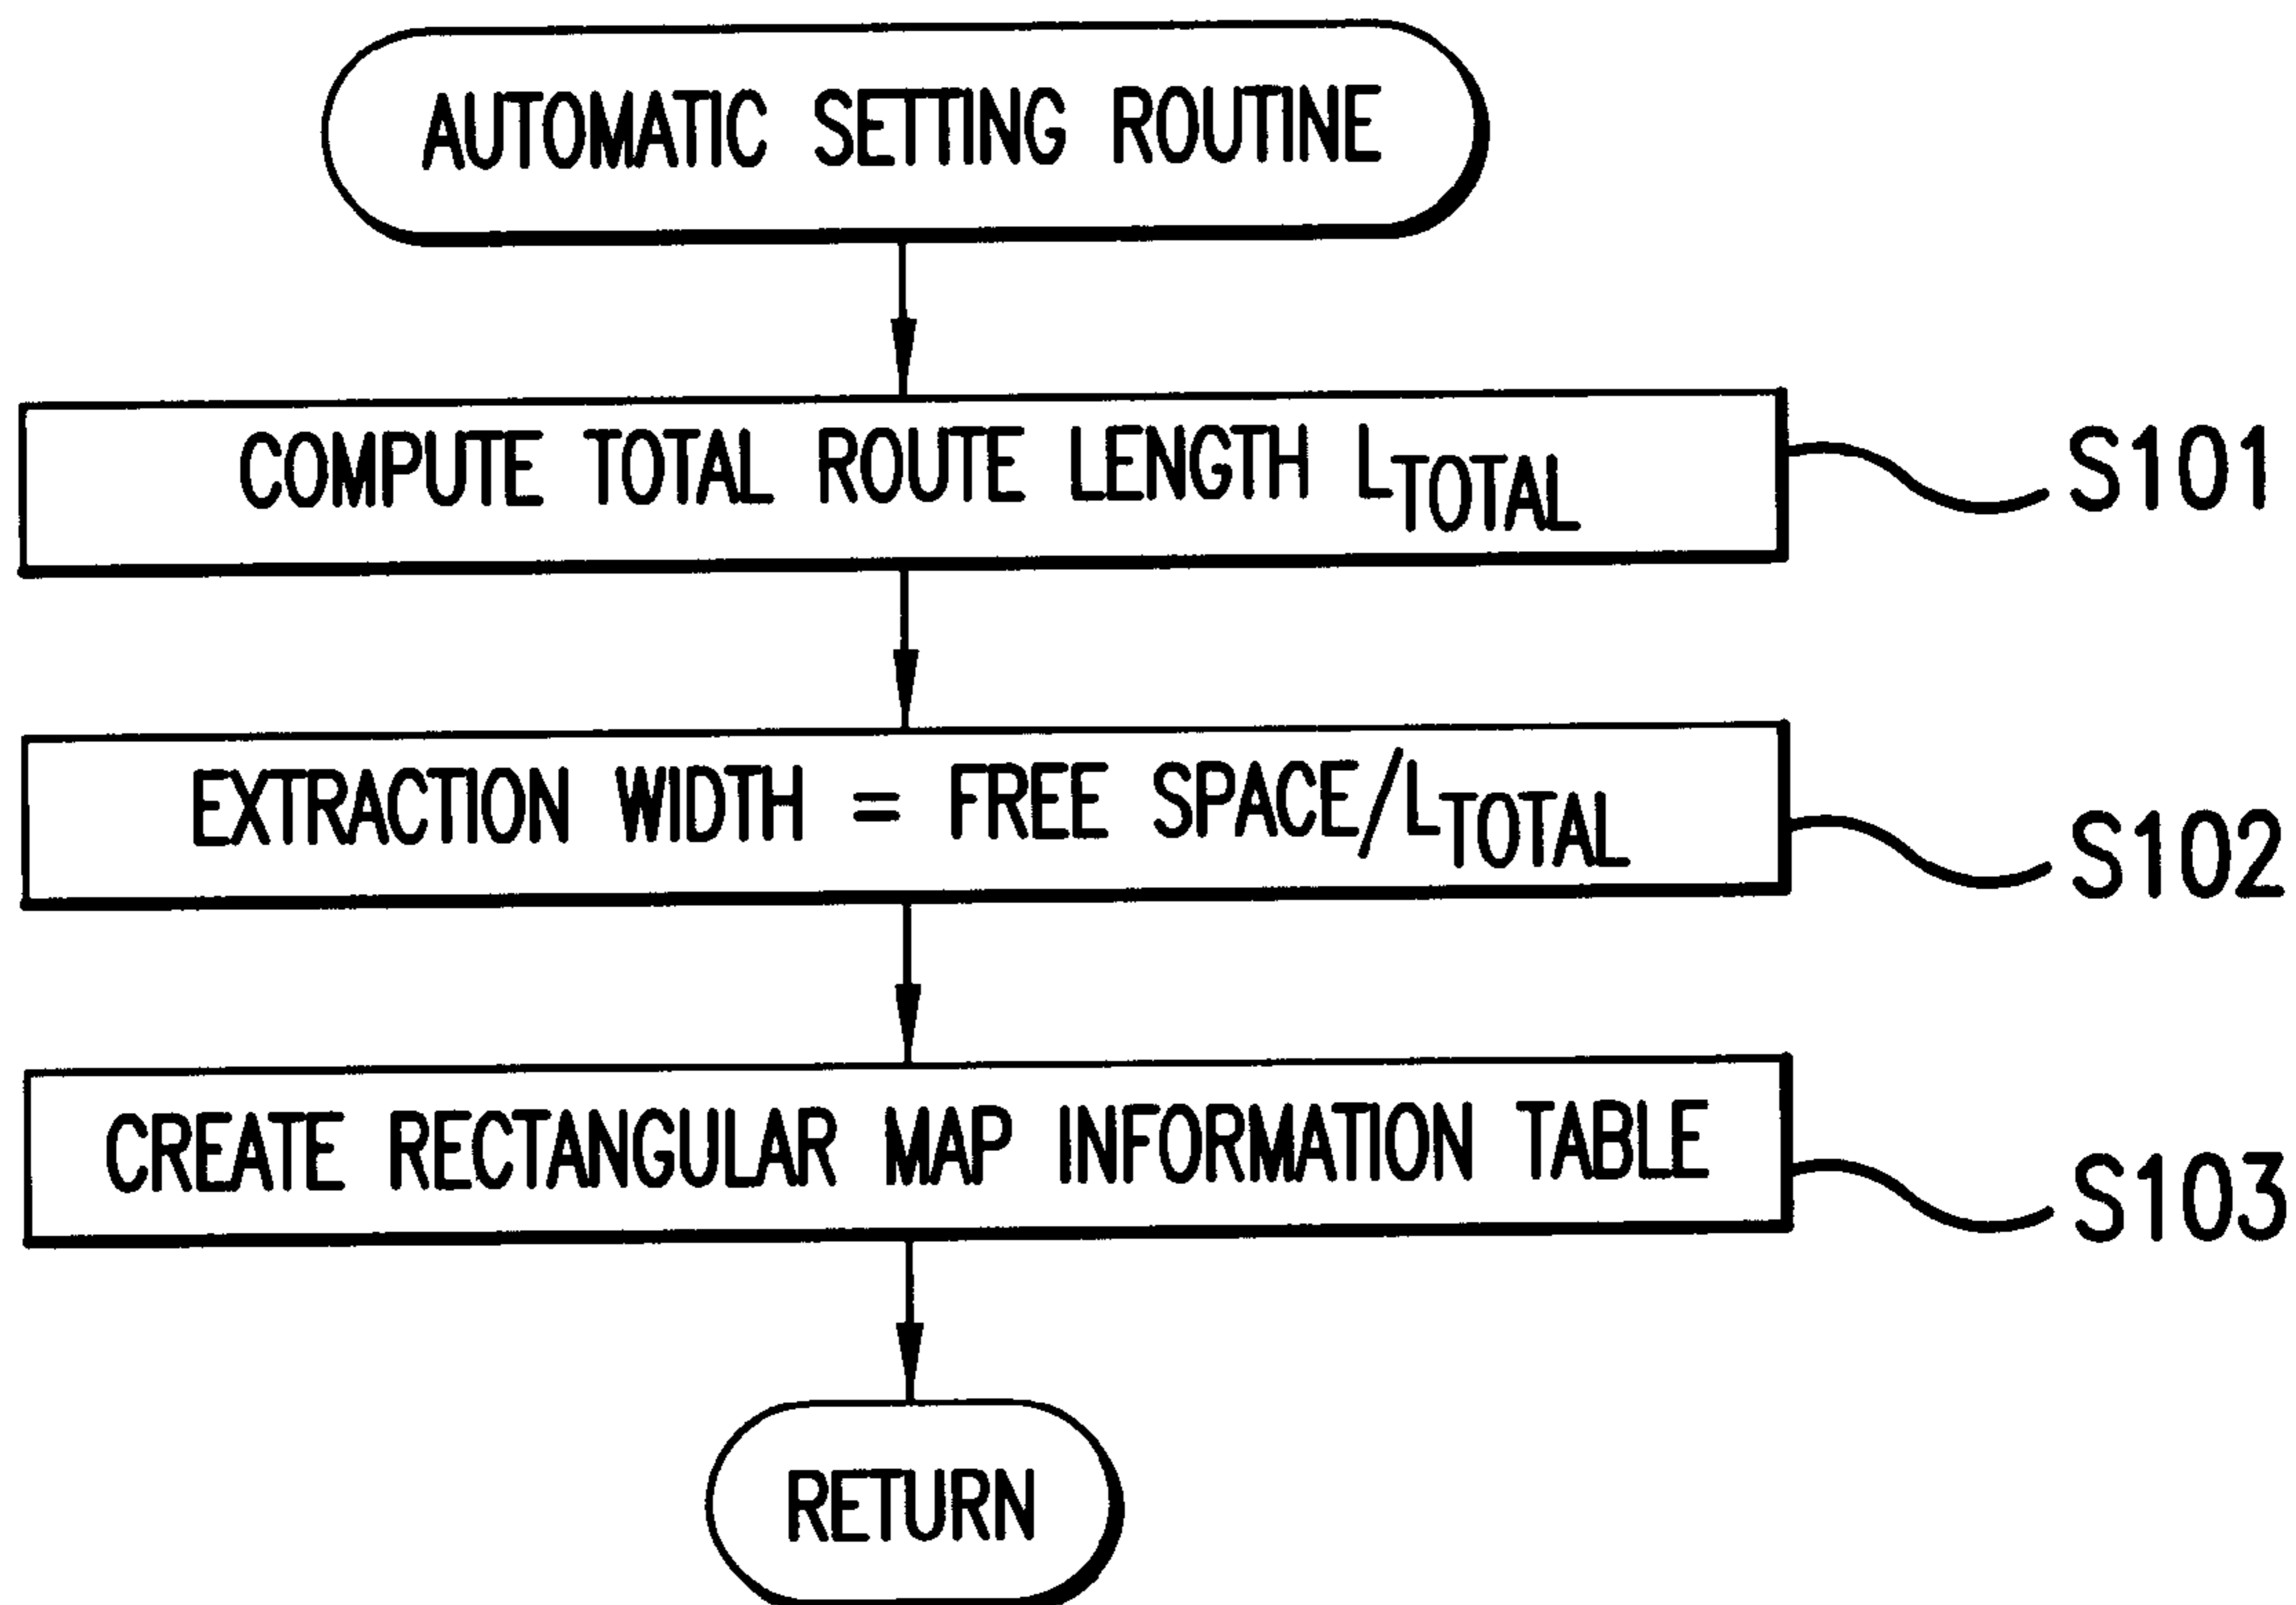 AUTOMATIC SETTING ROUTINE
COMPUTE TOTAL ROUTE LENGTH LTOTAL
S101
EXTRACTION WIDTH = FREE SPACE/LTOTAL
S102
CREATE RECTANGULAR MAP INFORMATION TABLE
S103
RETURN